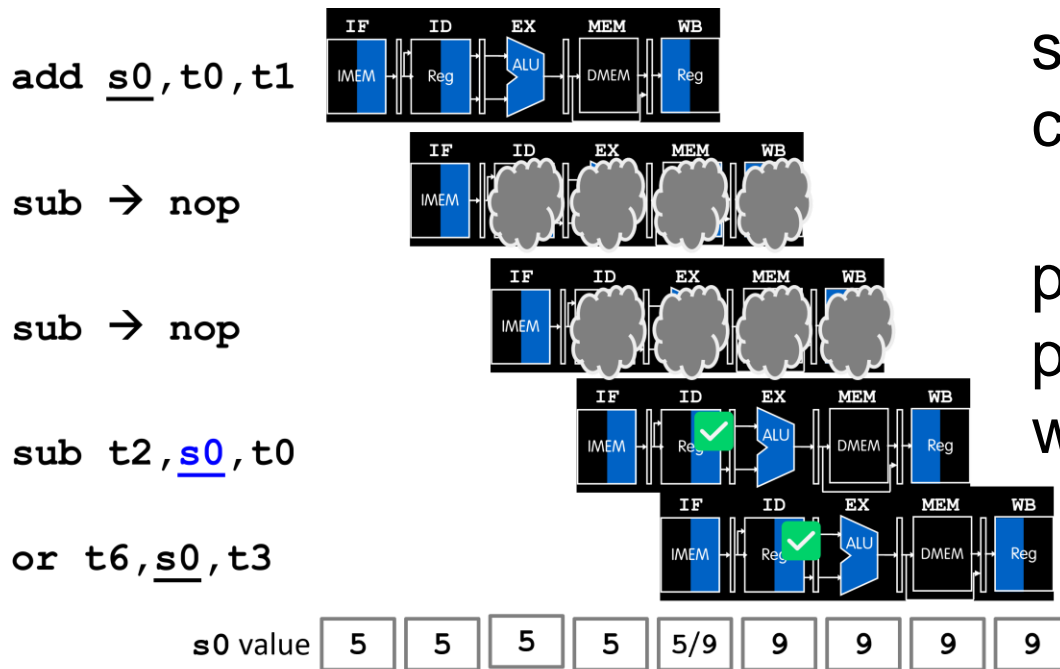 IF ID EX MEM WB
add s0,t0,t1
IMEM Reg ALU DMEM Reg
s
c
IF ID EX MEM WB
sub → nop
IMEM
p
IF ID EX MEM WB
sub → nop
IMEM
p
IF ID EX MEM WB
sub t2,s0,t0
IMEM Reg ALU DMEM Reg
w
IF ID EX MEM WB
or t6,s0,t3
IMEM Reg ALU DMEM Reg
s0 value 5 5 5 5 5/9 9 9 9 9